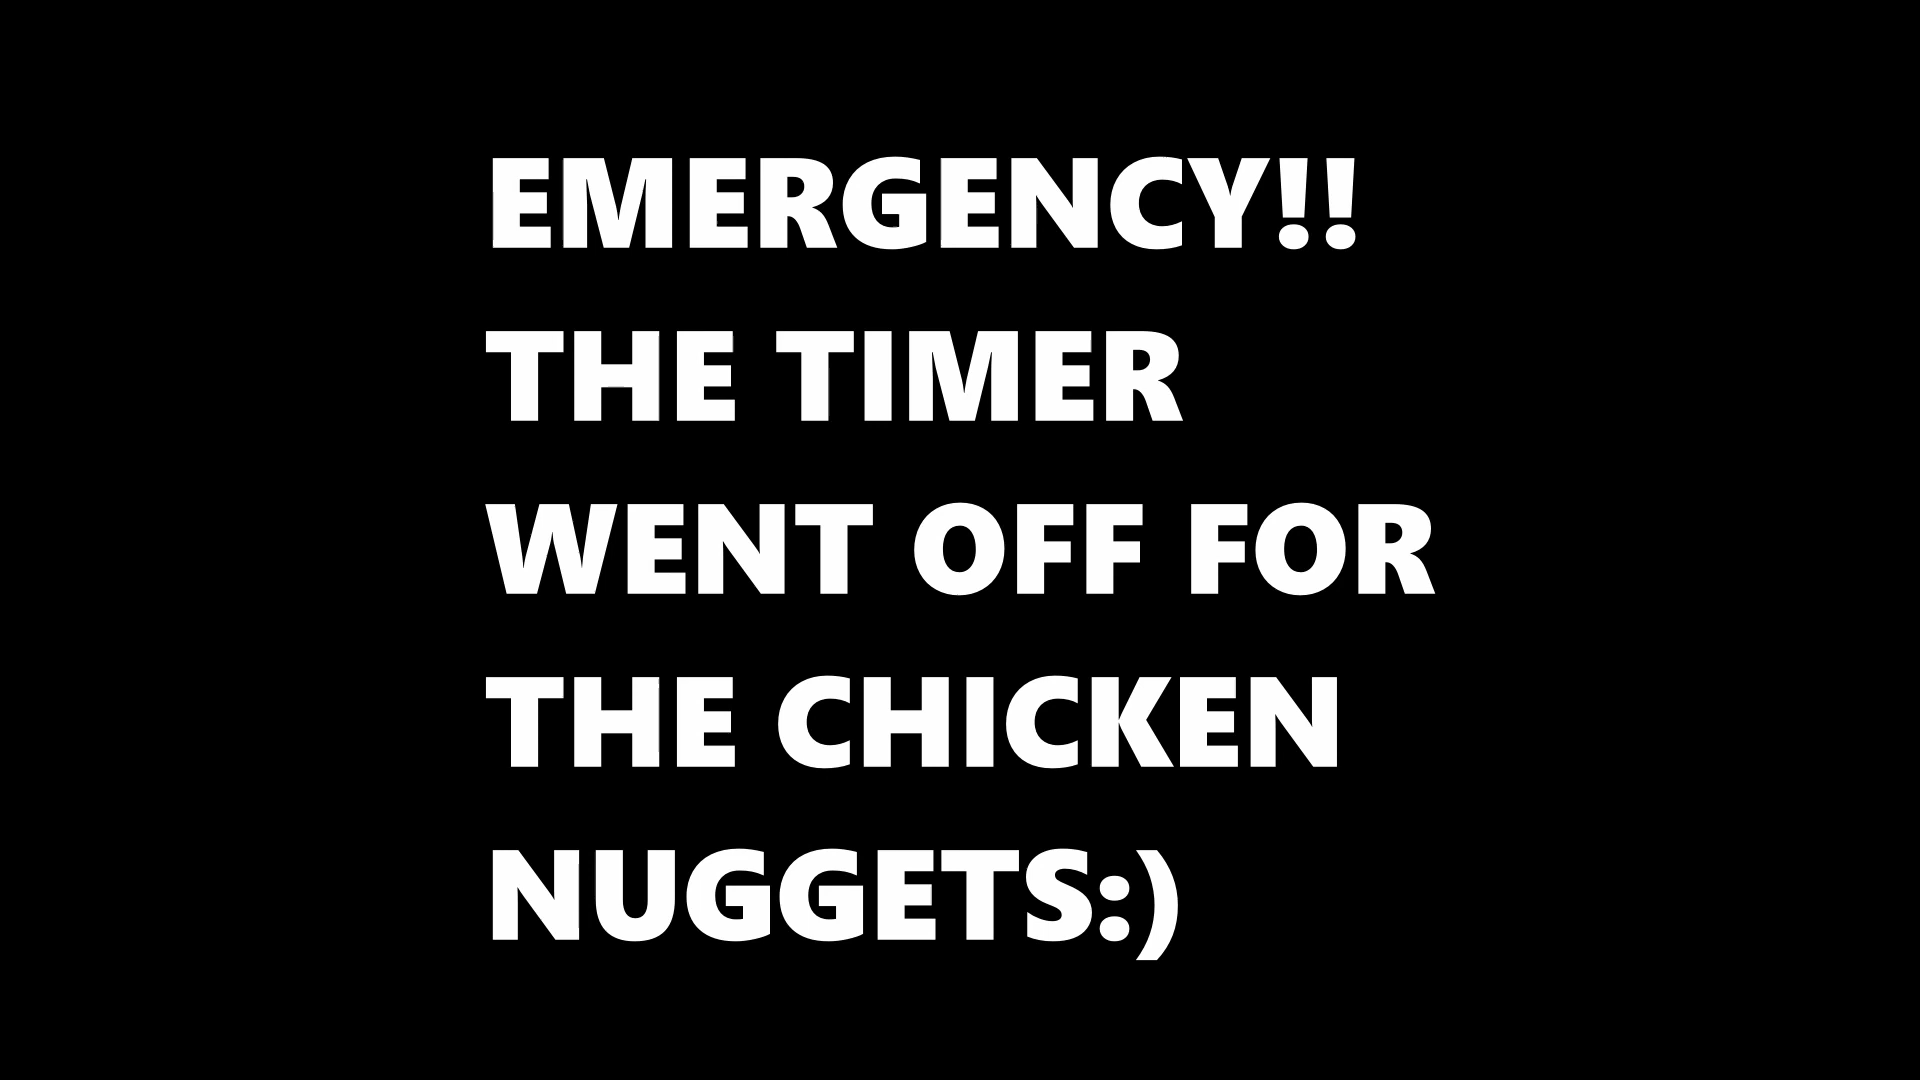 EMERGENCY!!
THE TIMER
WENT OFF FOR
THE CHICKEN
NUGGETS:)